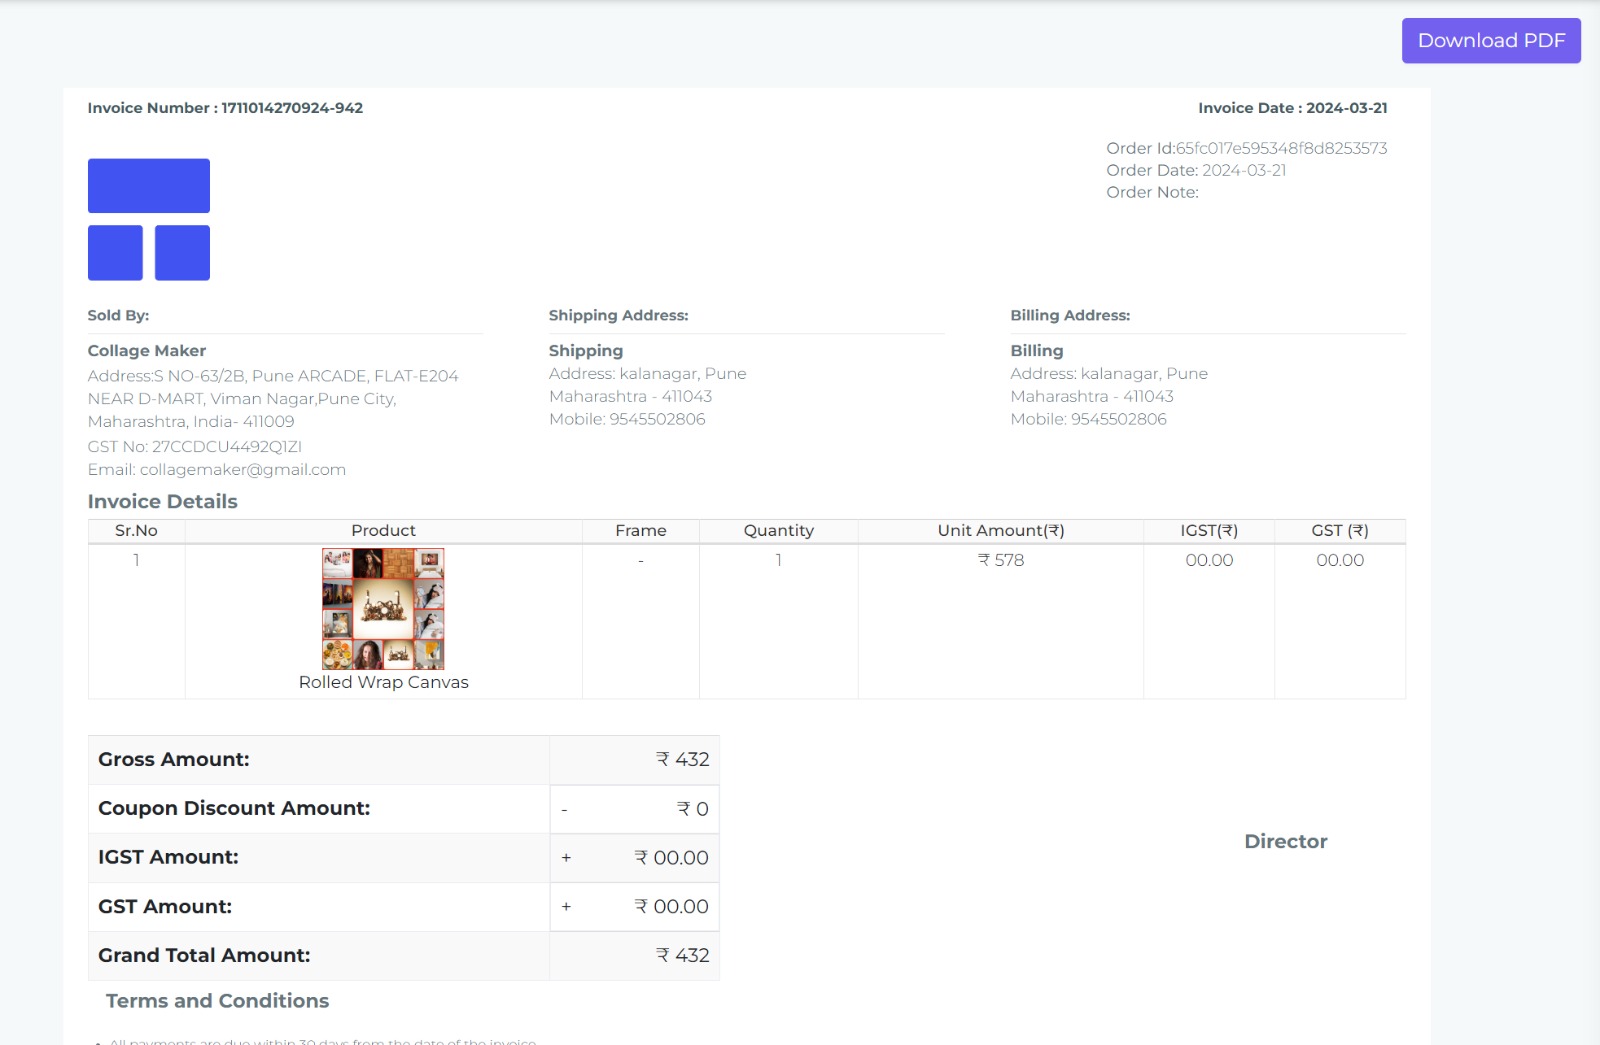 Download PDF
Invoice Number : 1711014270924-942
Invoice Date : 2024-03-21
Order Id:65fc017e595348f8d8253573
Order Date: 2024-03-21
Order Note:
Sold By:
Collage Maker
Address:S NO-63/2B, Pune ARCADE, FLAT-E204
NEAR D-MART, Viman Nagar,Pune City,
Maharashtra, India- 411009
GST No: 27CCDCU4492Q1ZI
Email: collagemaker@gmail.com
Shipping Address:
Shipping
Address: kalanagar, Pune
Maharashtra - 411043
Mobile: 9545502806
Billing Address:
Billing
Address: kalanagar, Pune
Maharashtra - 411043
Mobile: 9545502806
Invoice Details
Sr.No Product Frame Quantity Unit Amount(₹) IGST(₹) GST (₹)
1 - 1 ₹ 578 00.00 00.00
Rolled Wrap Canvas
Gross Amount: ₹ 432
Coupon Discount Amount: - ₹ 0
IGST Amount: + ₹ 00.00
GST Amount: + ₹ 00.00
Grand Total Amount: ₹ 432
Director
Terms and Conditions
• All payments are due within 30 days from the date of the invoice